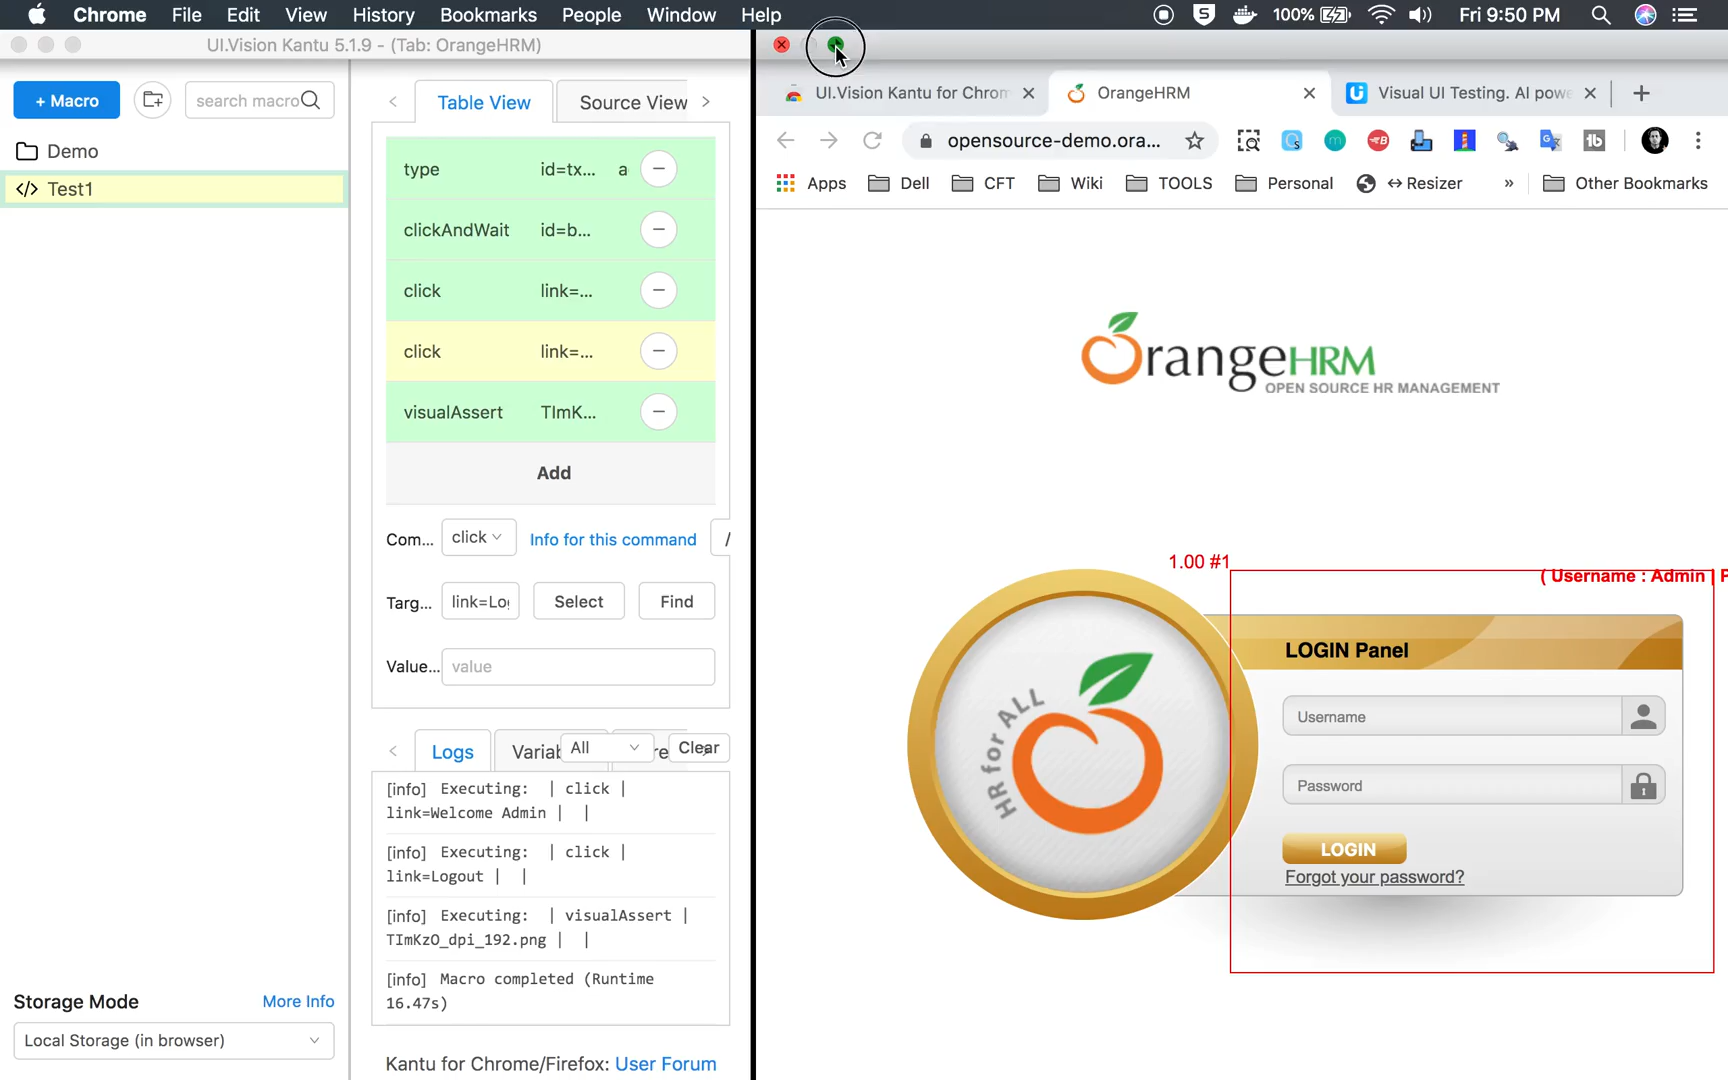 Chrome File Edit View History Bookmarks People Window Help 100% Fri 9:50 PM
UI.Vision Kantu 5.1.9 - (Tab: OrangeHRM)
+ Macro
search macro
Demo
Test1
Storage Mode
More Info
Local Storage (in browser)
Table View
Source View
type id=tx... a
clickAndWait id=b...
click link=...
click link=...
visualAssert TImK...
Add
Com... click Info for this command /
Targ... link=Lo Select Find
Value... value
Logs Variab All re Clear
[info] Executing: | click |
link=Welcome Admin | |
[info] Executing: | click |
link=Logout | |
[info] Executing: | visualAssert |
TImKzO_dpi_192.png | |
[info] Macro completed (Runtime
16.47s)
Kantu for Chrome/Firefox: User Forum
UI.Vision Kantu for Chrom
OrangeHRM
Visual UI Testing. AI powe
opensource-demo.ora...
Apps Dell CFT Wiki TOOLS Personal ↔Resizer » Other Bookmarks
OrangeHRM
OPEN SOURCE HR MANAGEMENT
1.00 #1
( Username : Admin | P
HR for ALL
LOGIN Panel
Username
Password
LOGIN
Forgot your password?